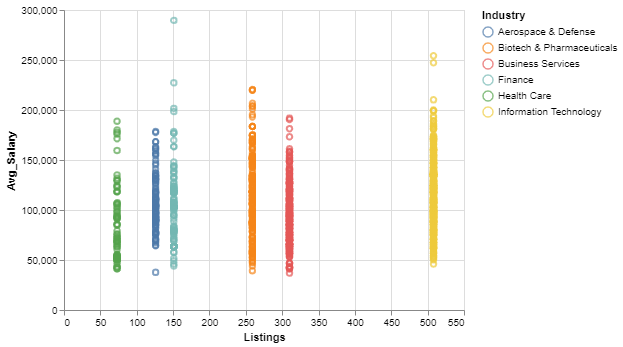 300,000
250,000
200,000
150,000
100,000
50,000
0
Avg_Salary
0 50 100 150 200 250 300 350 400 450 500 550
Listings
Industry
Aerospace & Defense
Biotech & Pharmaceuticals
Business Services
Finance
Health Care
Information Technology